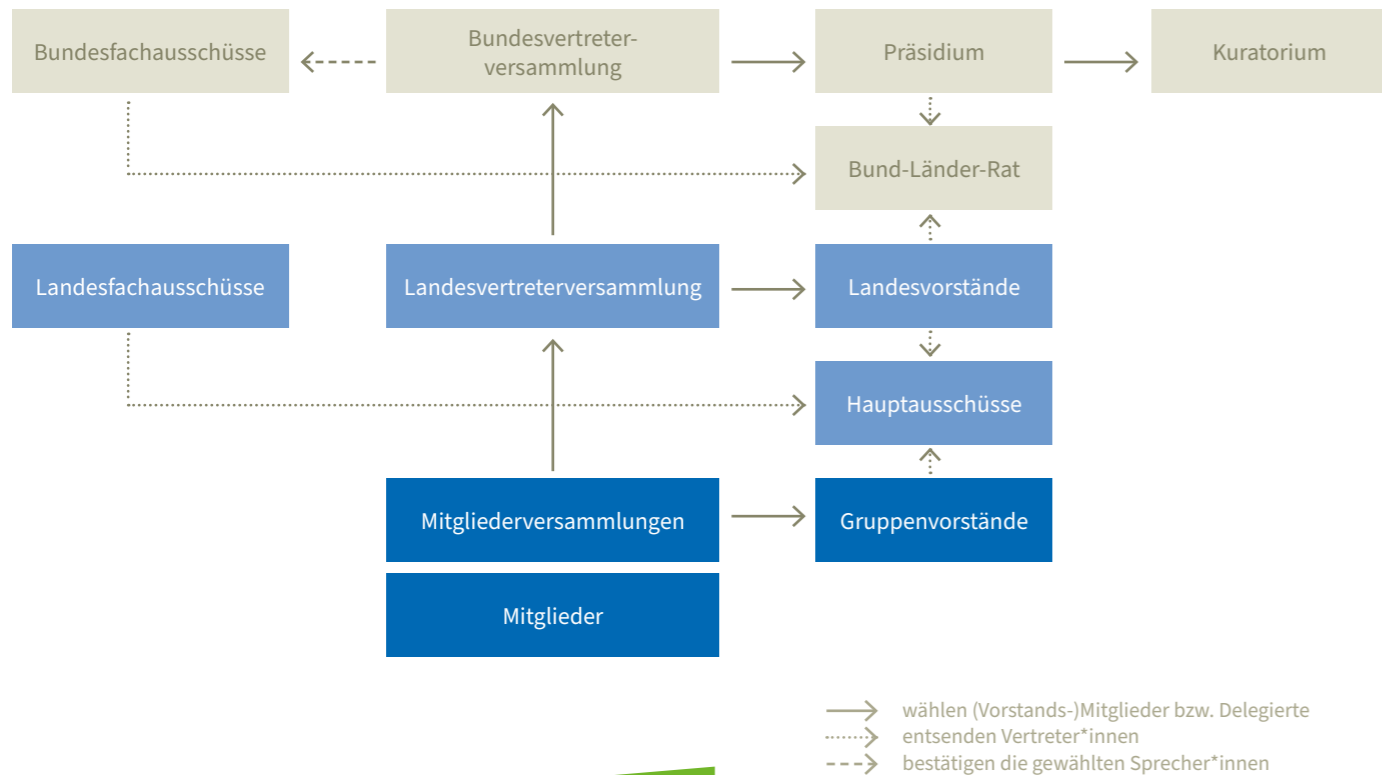 Bundesfachausschüsse
Bundesvertreter-
versammlung
Präsidium
Kuratorium
Bund-Länder-Rat
Landesfachausschüsse
Landesvertreterversammlung
Landesvorstände
Hauptausschüsse
Mitgliederversammlungen
Gruppenvorstände
Mitglieder
wählen (Vorstands-)Mitglieder bzw. Delegierte
entsenden Vertreter*innen
bestätigen die gewählten Sprecher*innen